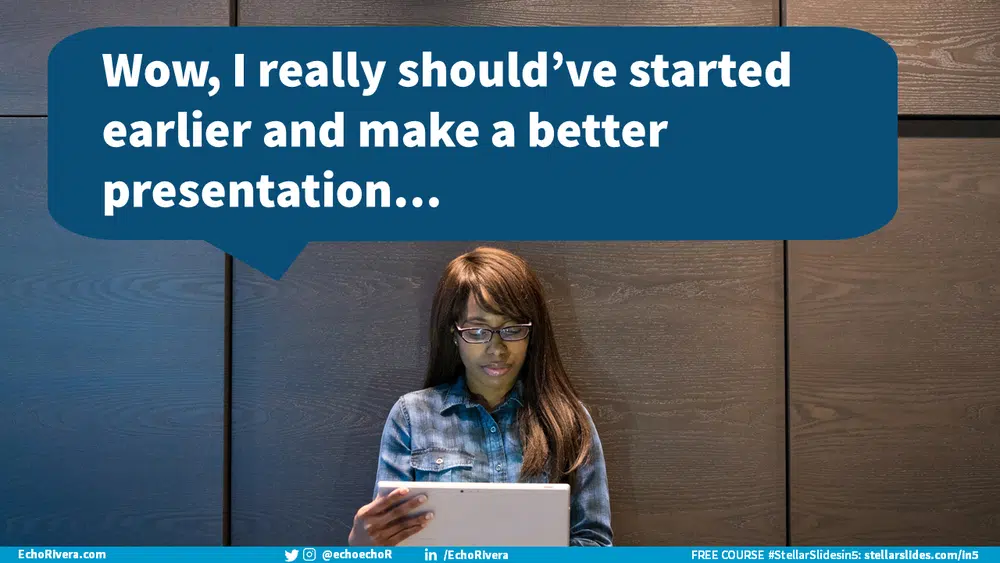 Wow, I really should’ve started
earlier and make a better
presentation...
EchoRivera.com
@echoechoR
in /EchoRivera
FREE COURSE #StellarSlidesin5: stellarslides.com/in5